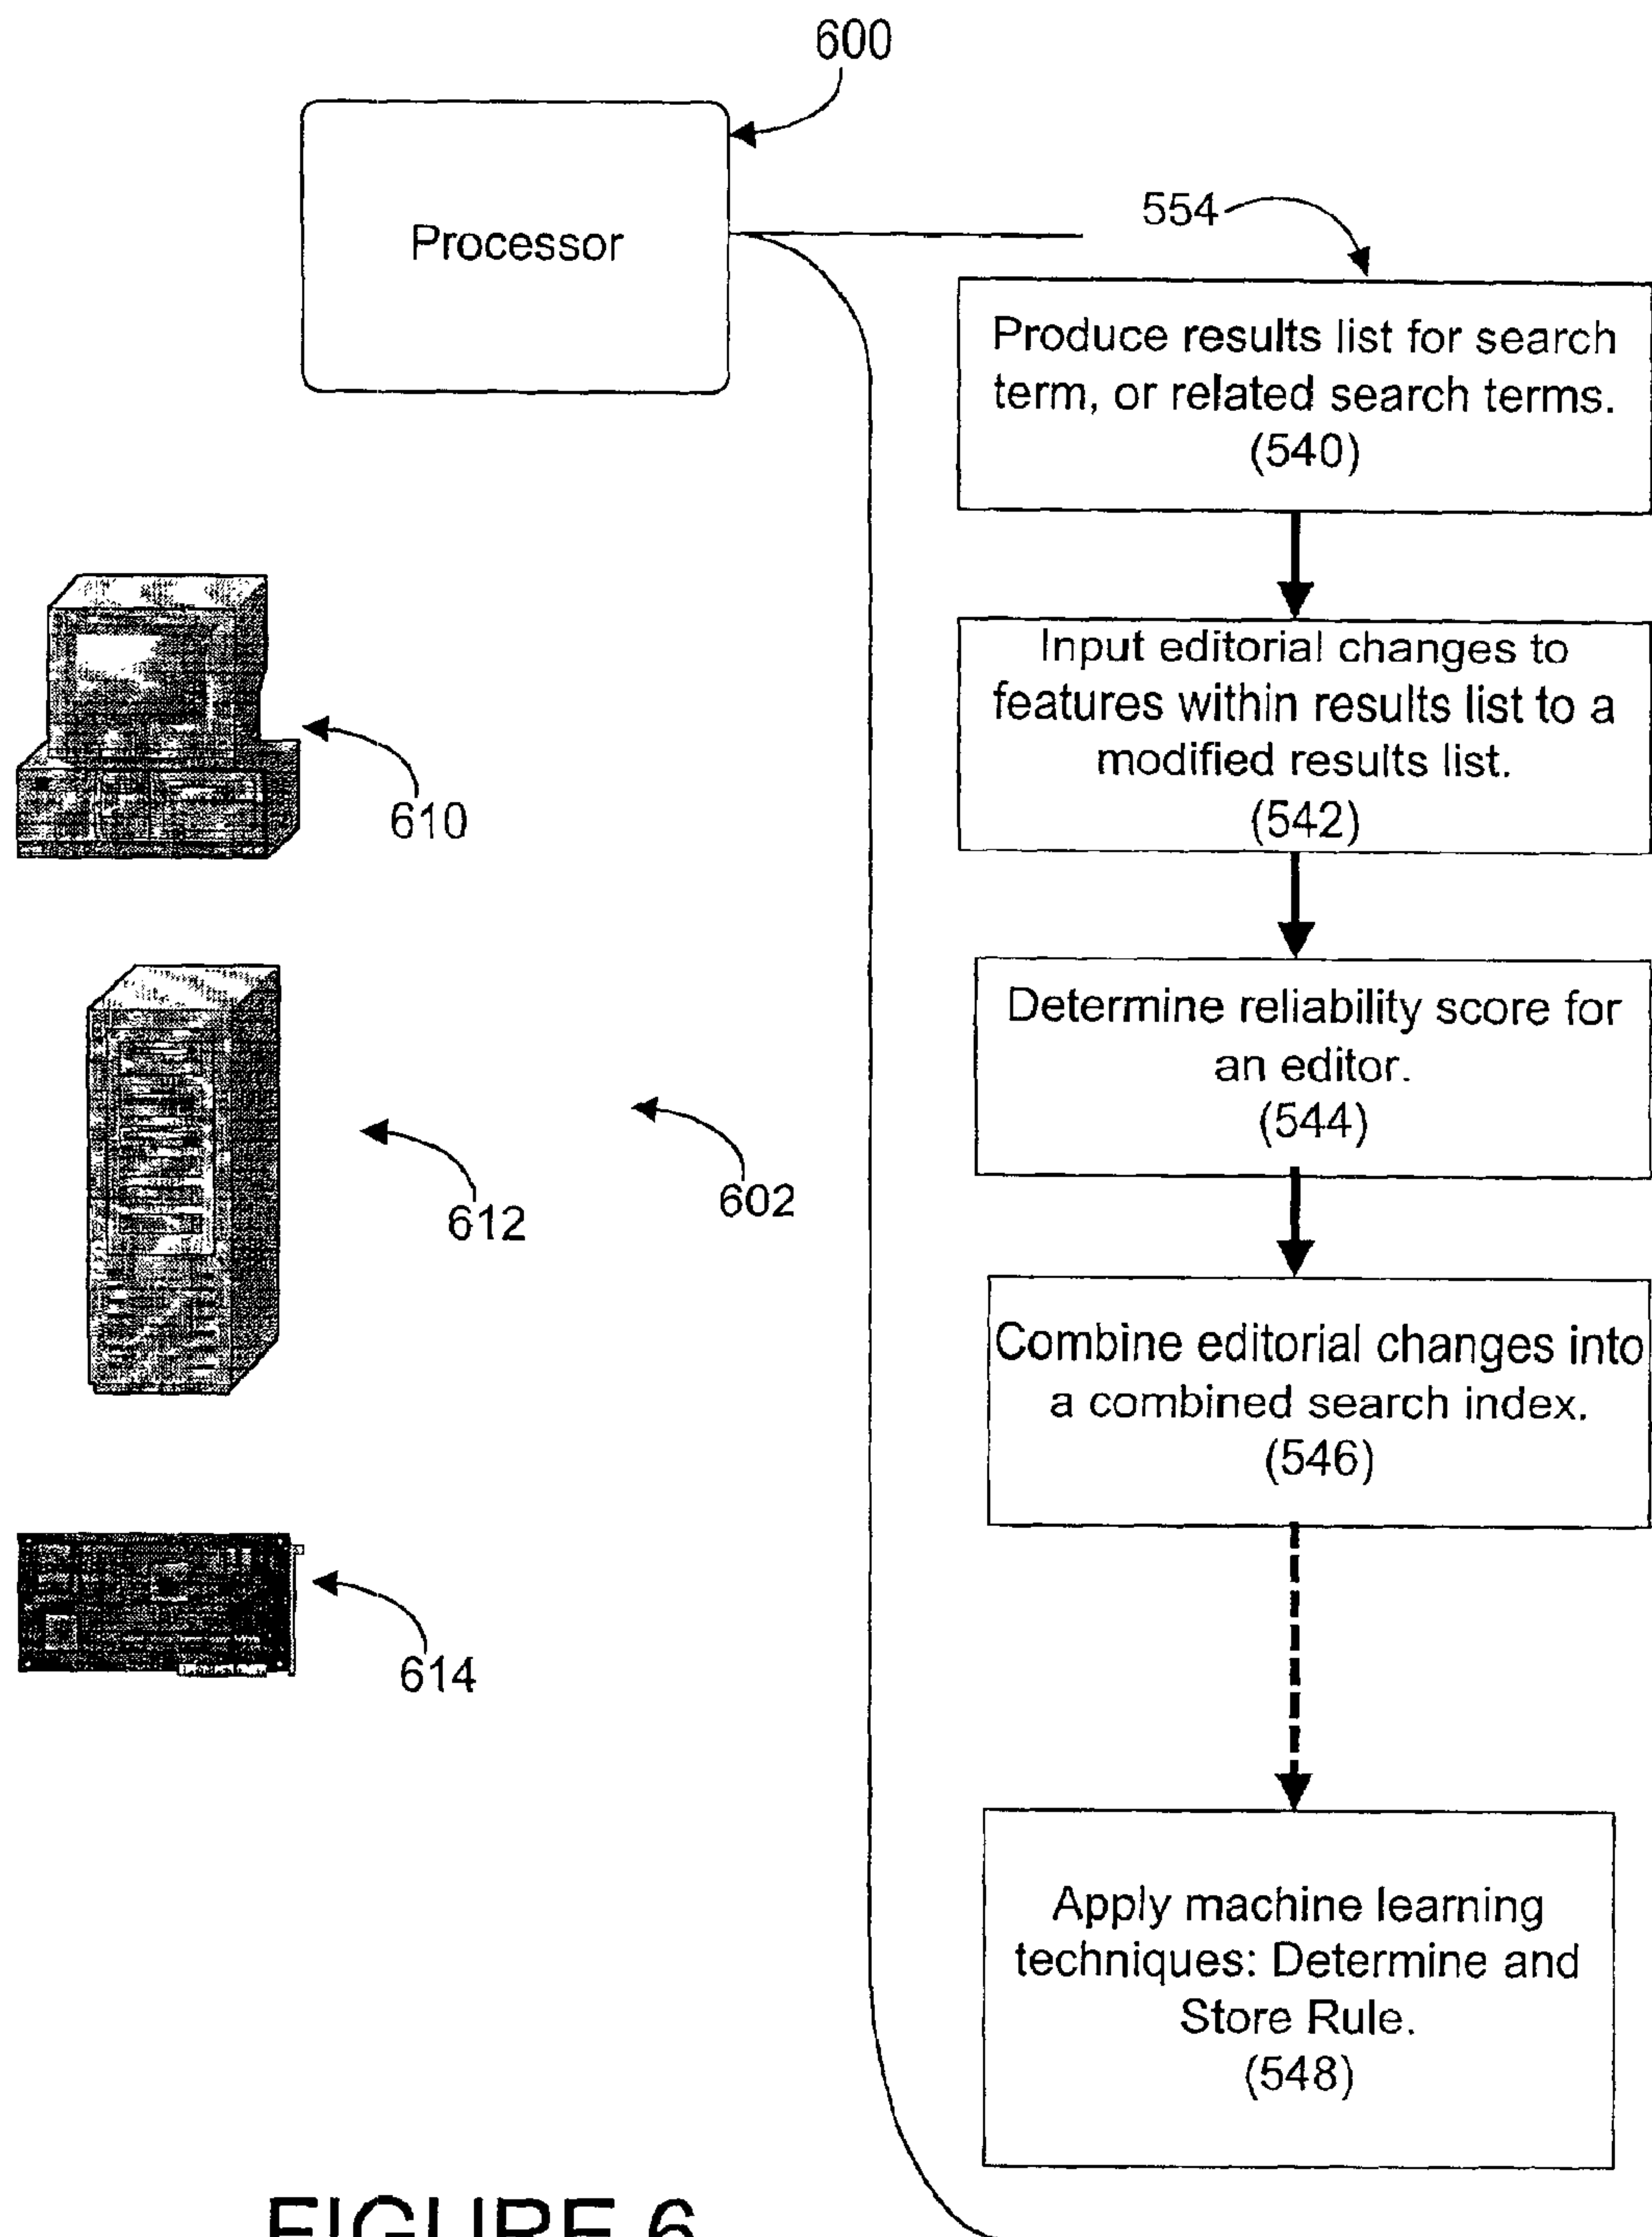 600
Processor
554
Produce results list for search
term, or related search terms.
(540)
Input editorial changes to
features within results list to a
modified results list.
(542)
610
Determine reliability score for
an editor.
(544)
612
602
Combine editorial changes into
a combined search index.
(546)
614
Apply machine learning
techniques: Determine and
Store Rule.
(548)
FIGURE 6